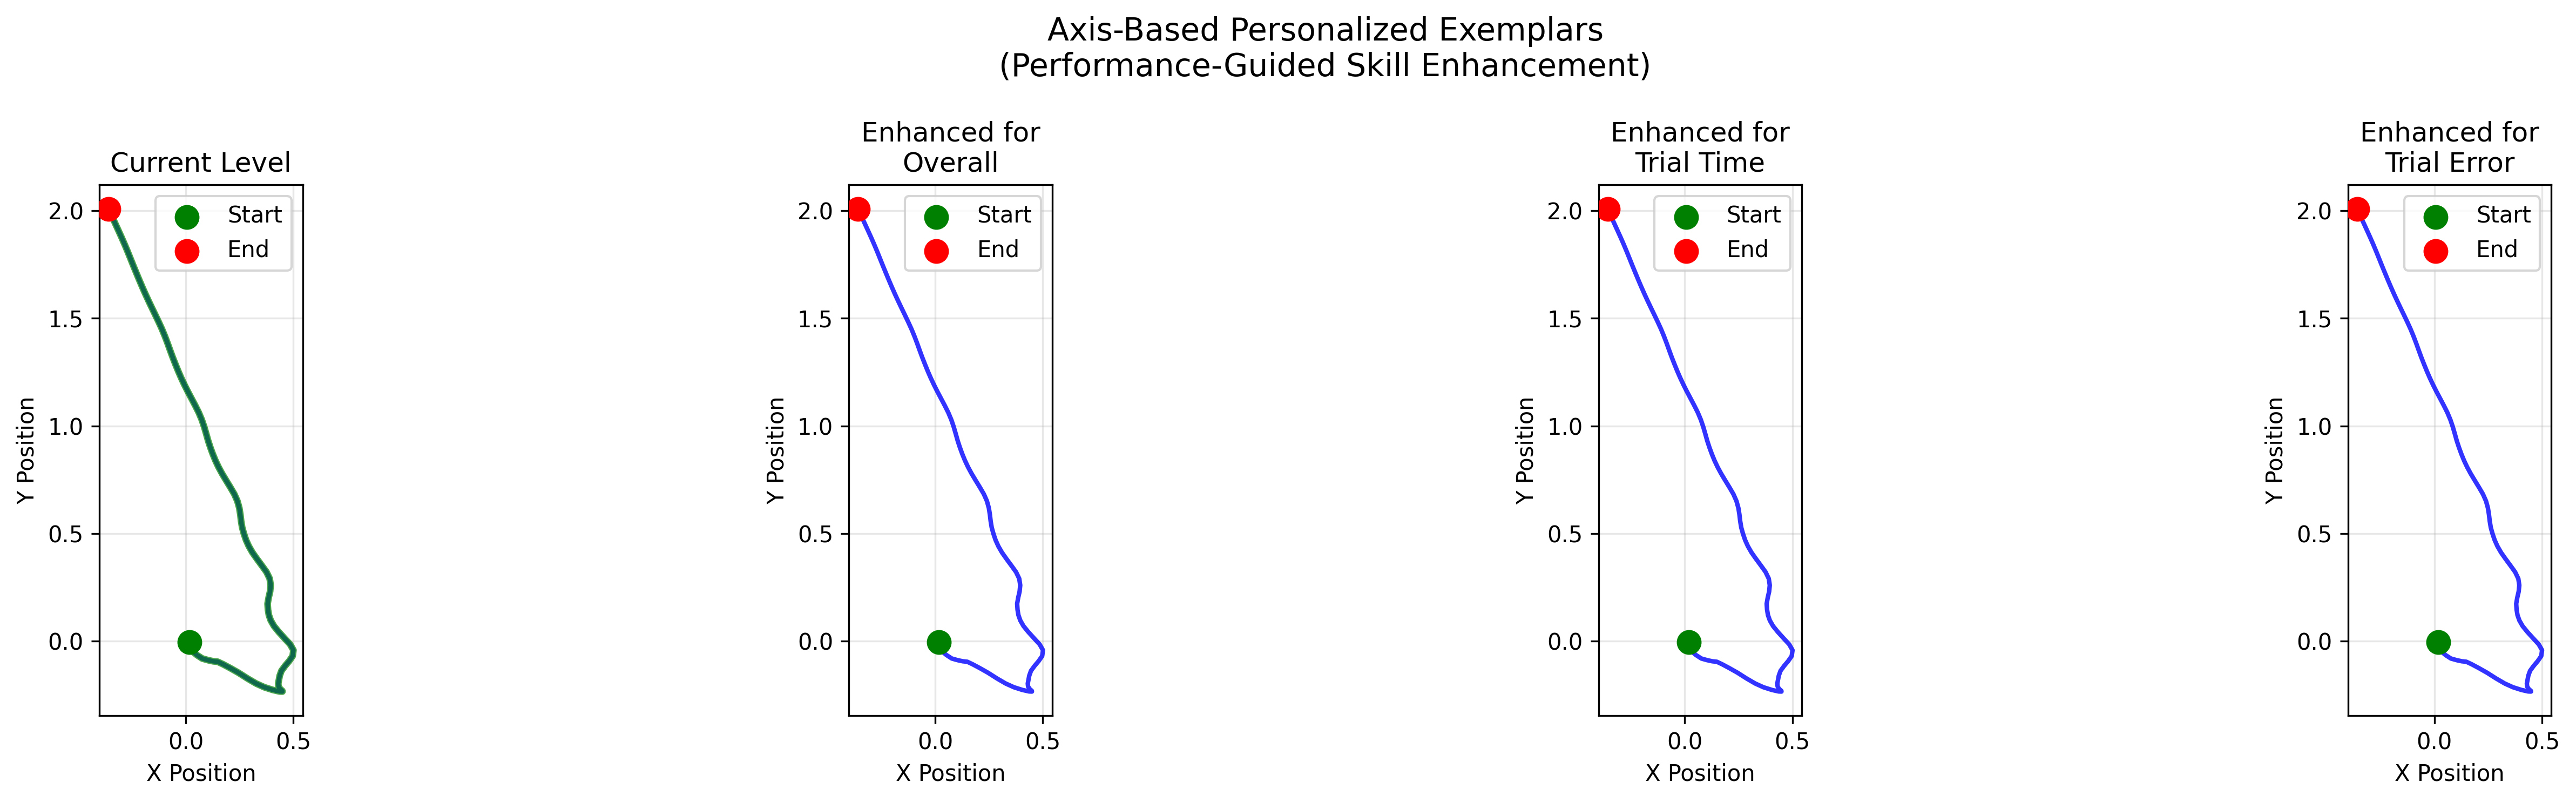 Axis-Based Personalized Exemplars
(Performance-Guided Skill Enhancement)
Current Level
Start
End
2.0
1.5
1.0
0.5
0.0
Y Position
0.0 0.5
X Position
Enhanced for
Overall
Start
End
2.0
1.5
1.0
0.5
0.0
Y Position
0.0 0.5
X Position
Enhanced for
Trial Time
Start
End
2.0
1.5
1.0
0.5
0.0
Y Position
0.0 0.5
X Position
Enhanced for
Trial Error
Start
End
2.0
1.5
1.0
0.5
0.0
Y Position
0.0 0.5
X Position